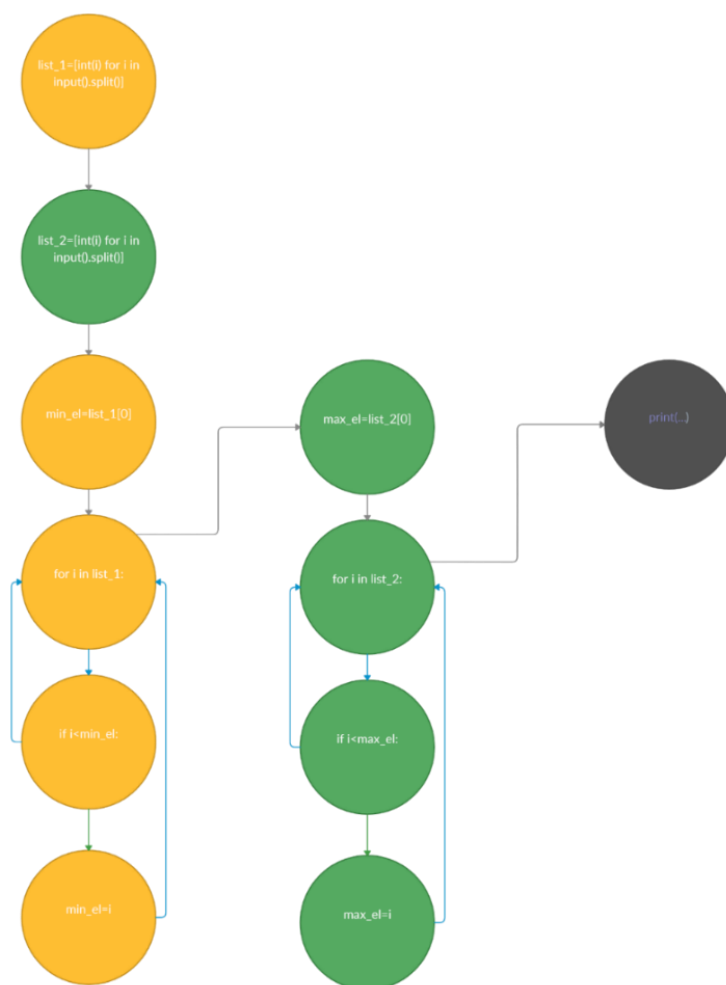 list_1=[int(i) for i in
input().split()]
list_2=[int(i) for i in
input().split()]
min_el=list_1[0]
for i in list_1:
if i<min_el:
min_el=i
max_el=list_2[0]
for i in list_2:
if i<max_el:
max_el=i
print(...)